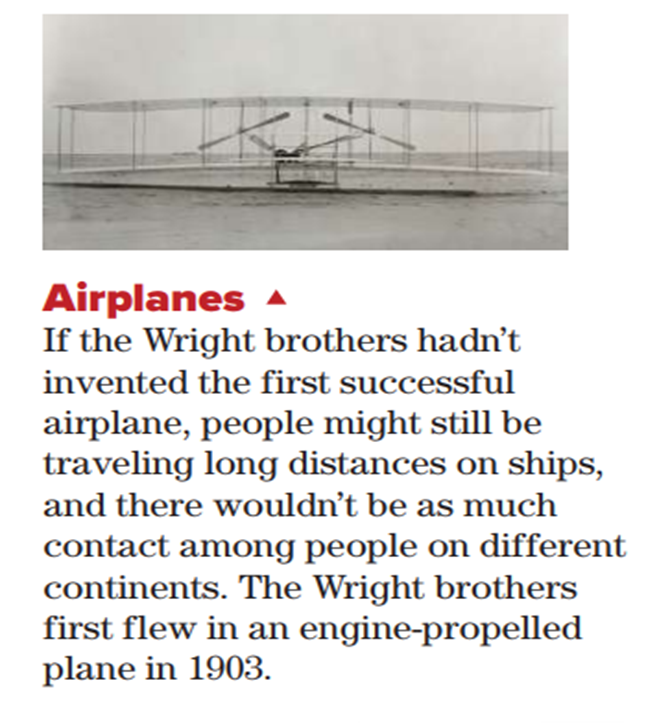 Airplanes ▲
If the Wright brothers hadn’t
invented the first successful
airplane, people might still be
traveling long distances on ships,
and there wouldn’t be as much
contact among people on different
continents. The Wright brothers
first flew in an engine-propelled
plane in 1903.